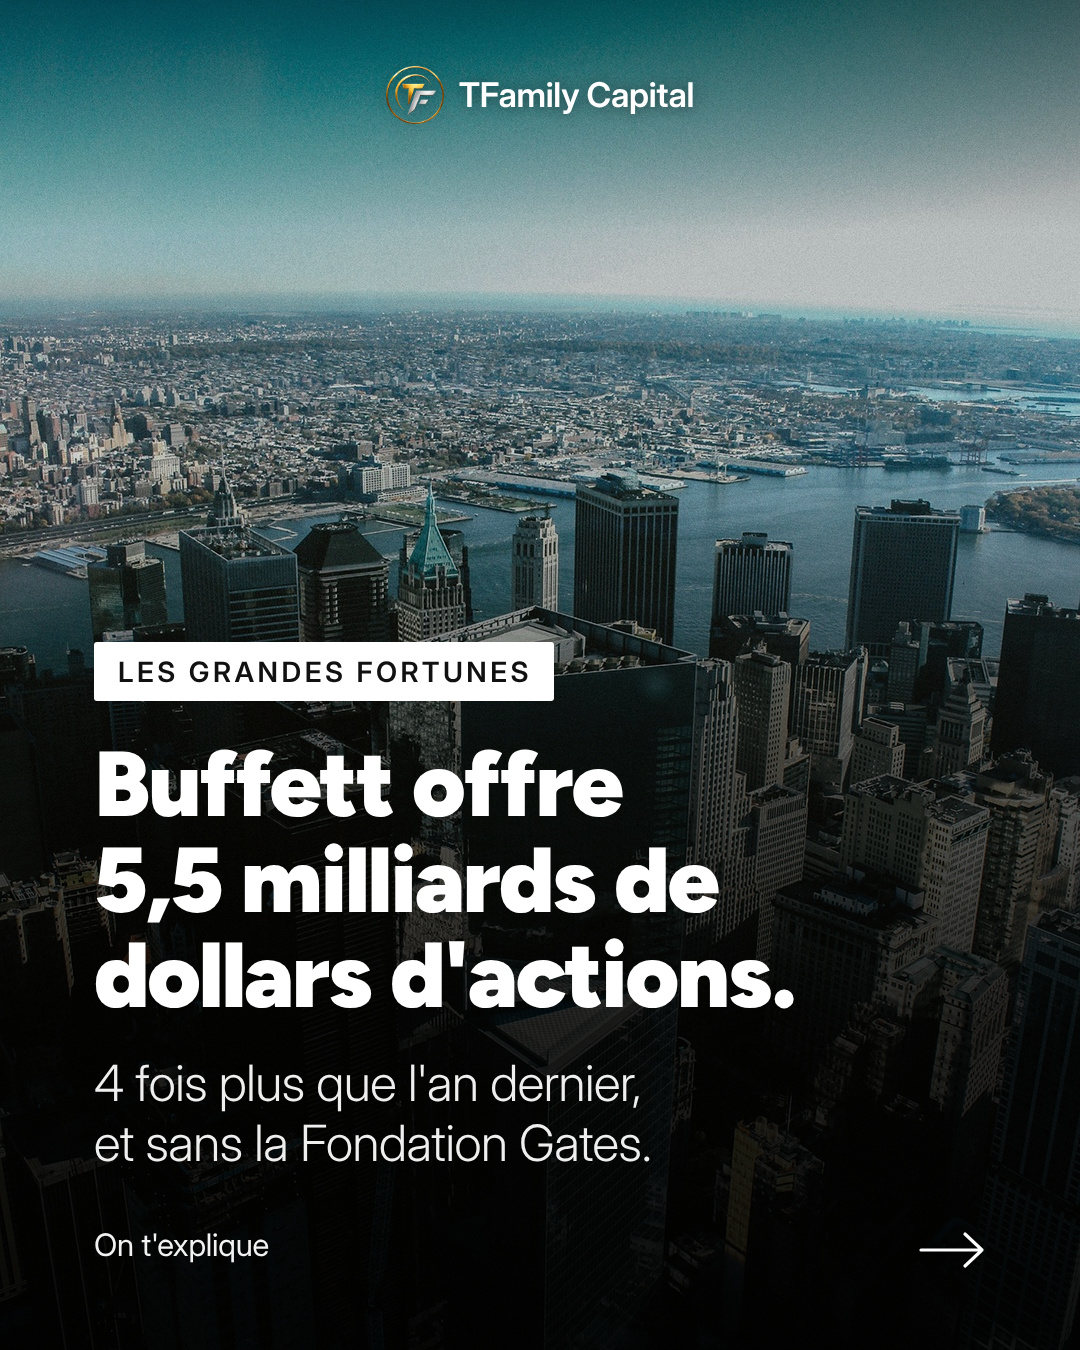 TF TFamily Capital
LES GRANDES FORTUNES
Buffett offre
5,5 milliards de
dollars d'actions.
4 fois plus que l'an dernier,
et sans la Fondation Gates.
On t'explique